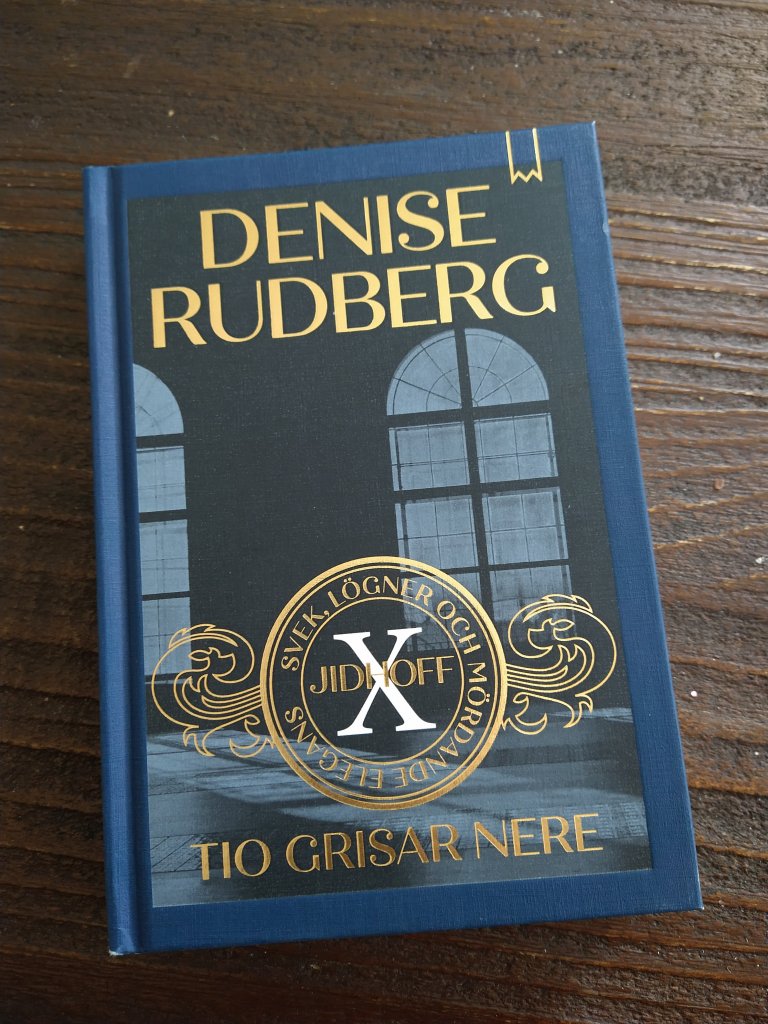 DENISE
RUDBERG
SVEK, LÖGNER OCH MÖRDANDE ELEGANS
X
JIDHOFF
TIO GRISAR NERE